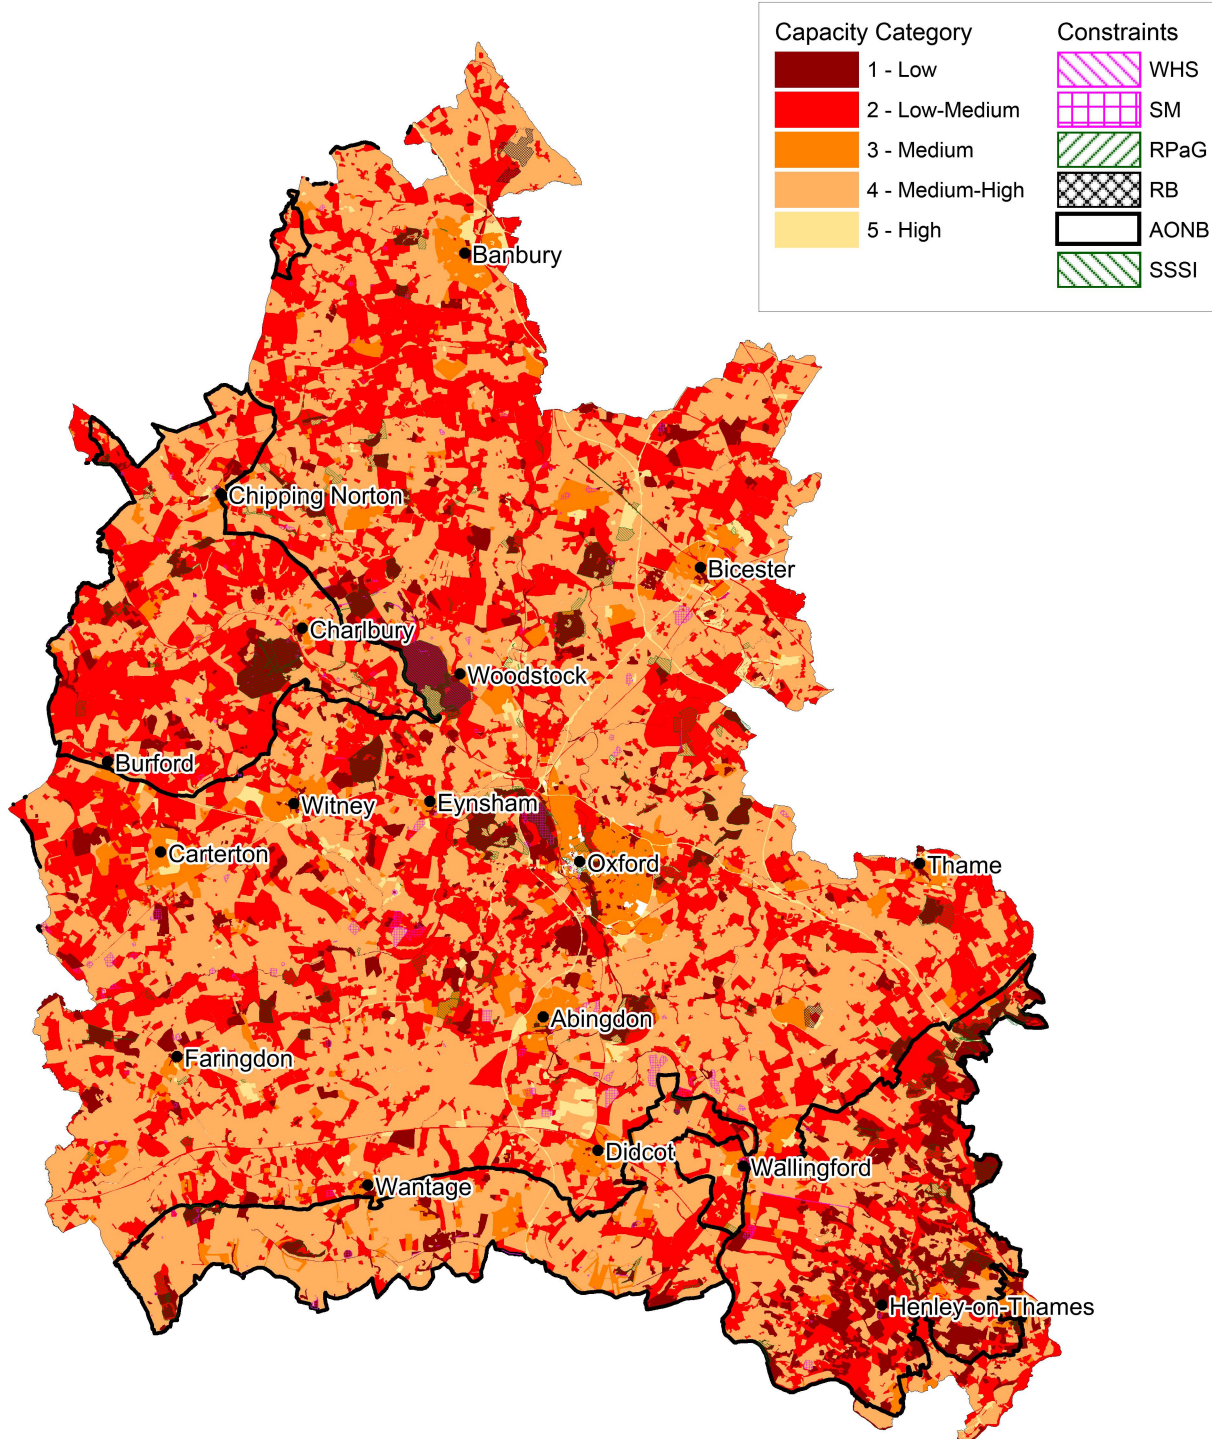 Capacity Category
1 - Low
2 - Low-Medium
3 - Medium
4 - Medium-High
5 - High
Constraints
WHS
SM
RPaG
RB
AONB
SSSI
Banbury
Chipping Norton
Bicester
Charlbury
Woodstock
Burford
Witney
Eynsham
Carterton
Oxford
Thame
Abingdon
Faringdon
Didcot
Wallingford
Wantage
Henley-on-Thames